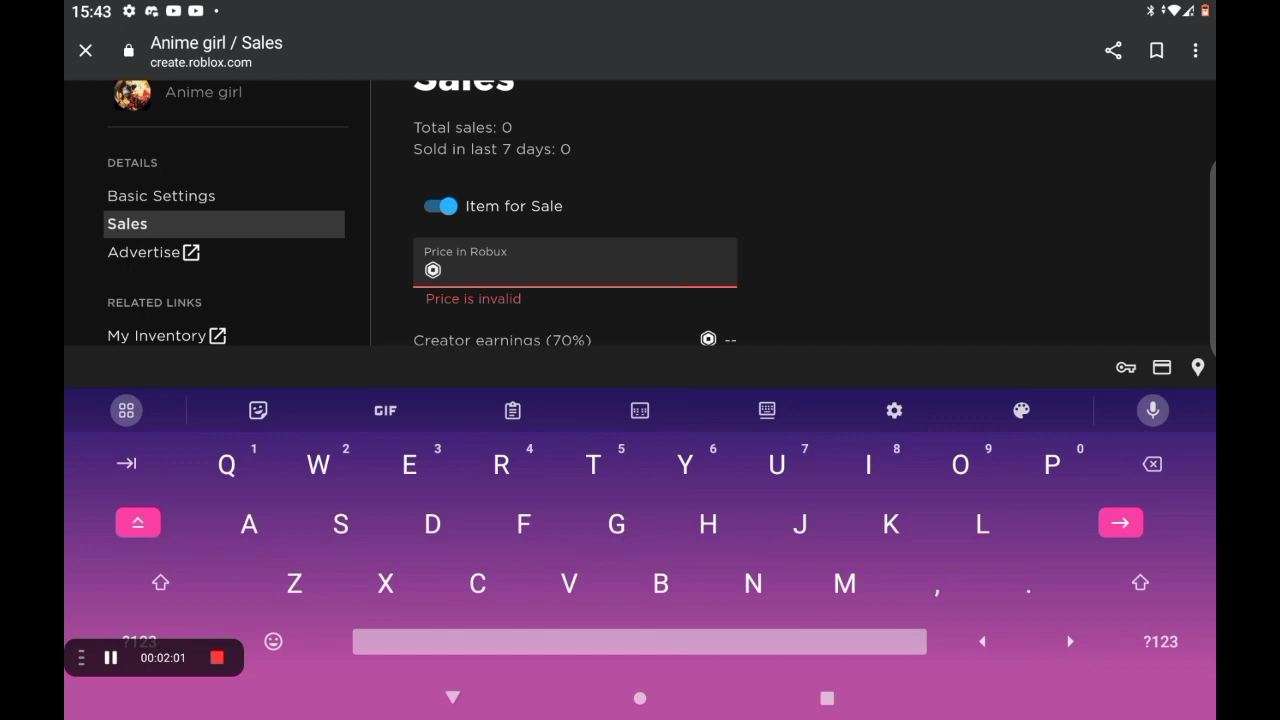 15:43
Anime girl / Sales
create.roblox.com
Anime girl
DETAILS
Basic Settings
Sales
Advertise
RELATED LINKS
My Inventory
Sales
Total sales: 0
Sold in last 7 days: 0
Item for Sale
Price in Robux
Price is invalid
Creator earnings (70%) --
GIF
1 2 3 4 5 6 7 8 9 0
Q W E R T Y U I O P
A S D F G H J K L
Z X C V B N M , .
?123 ?123
00:02:01